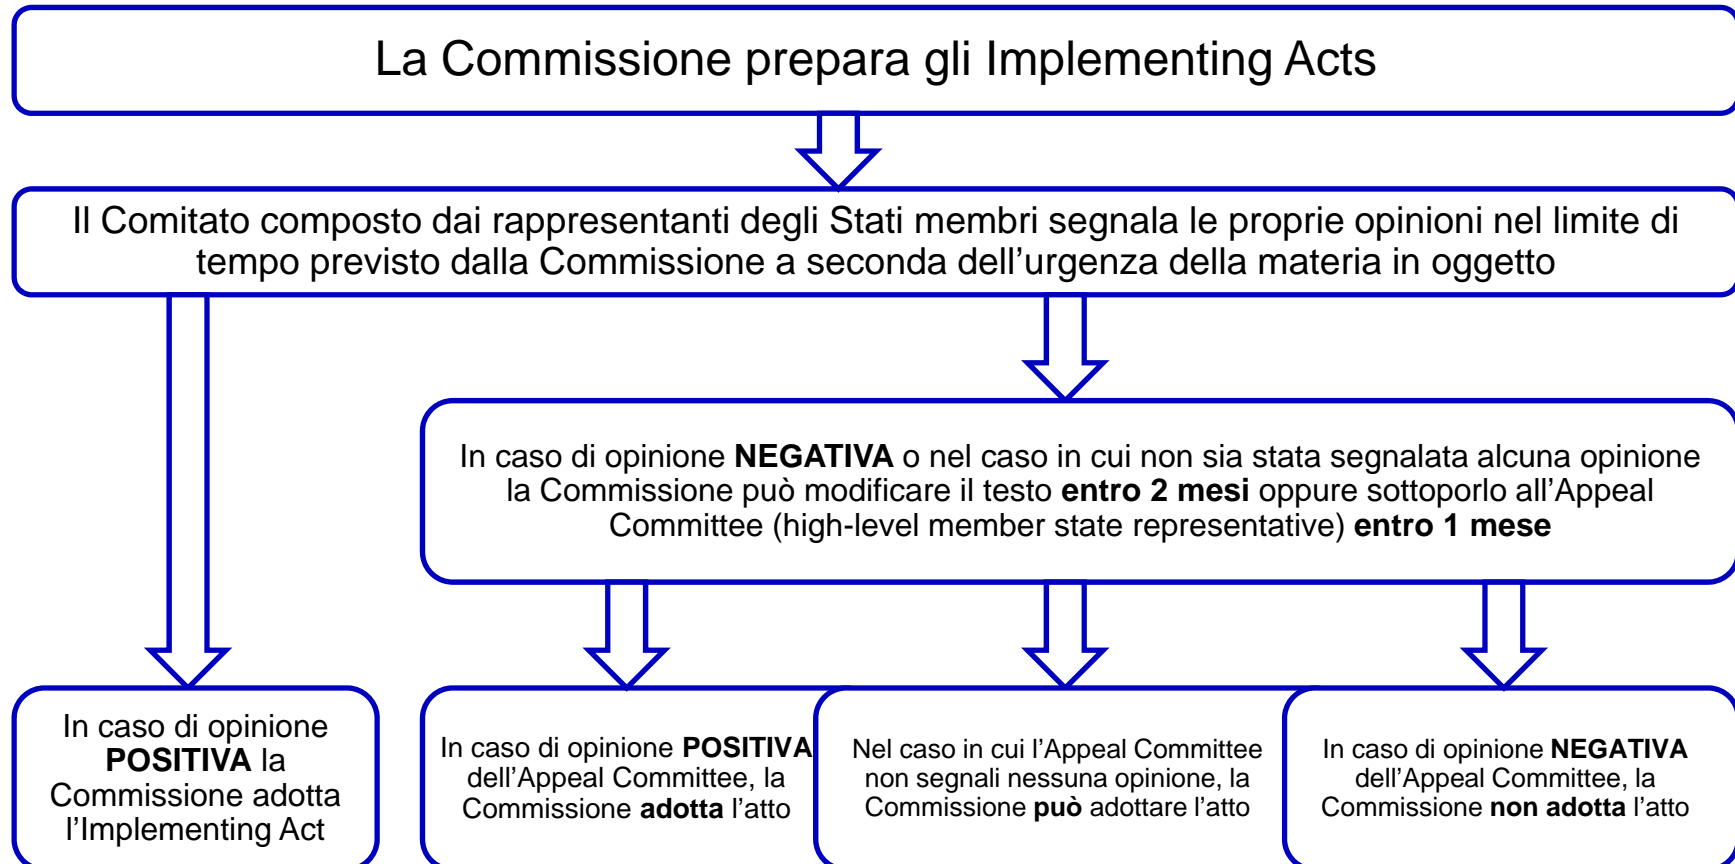 La Commissione prepara gli Implementing Acts
Il Comitato composto dai rappresentanti degli Stati membri segnala le proprie opinioni nel limite di
tempo previsto dalla Commissione a seconda dell’urgenza della materia in oggetto
In caso di opinione NEGATIVA o nel caso in cui non sia stata segnalata alcuna opinione
la Commissione può modificare il testo entro 2 mesi oppure sottoporlo all’Appeal
Committee (high-level member state representative) entro 1 mese
In caso di opinione
POSITIVA la
Commissione adotta
l’Implementing Act
In caso di opinione POSITIVA
dell’Appeal Committee, la
Commissione adotta l’atto
Nel caso in cui l’Appeal Committee
non segnali nessuna opinione, la
Commissione può adottare l’atto
In caso di opinione NEGATIVA
dell’Appeal Committee, la
Commissione non adotta l’atto